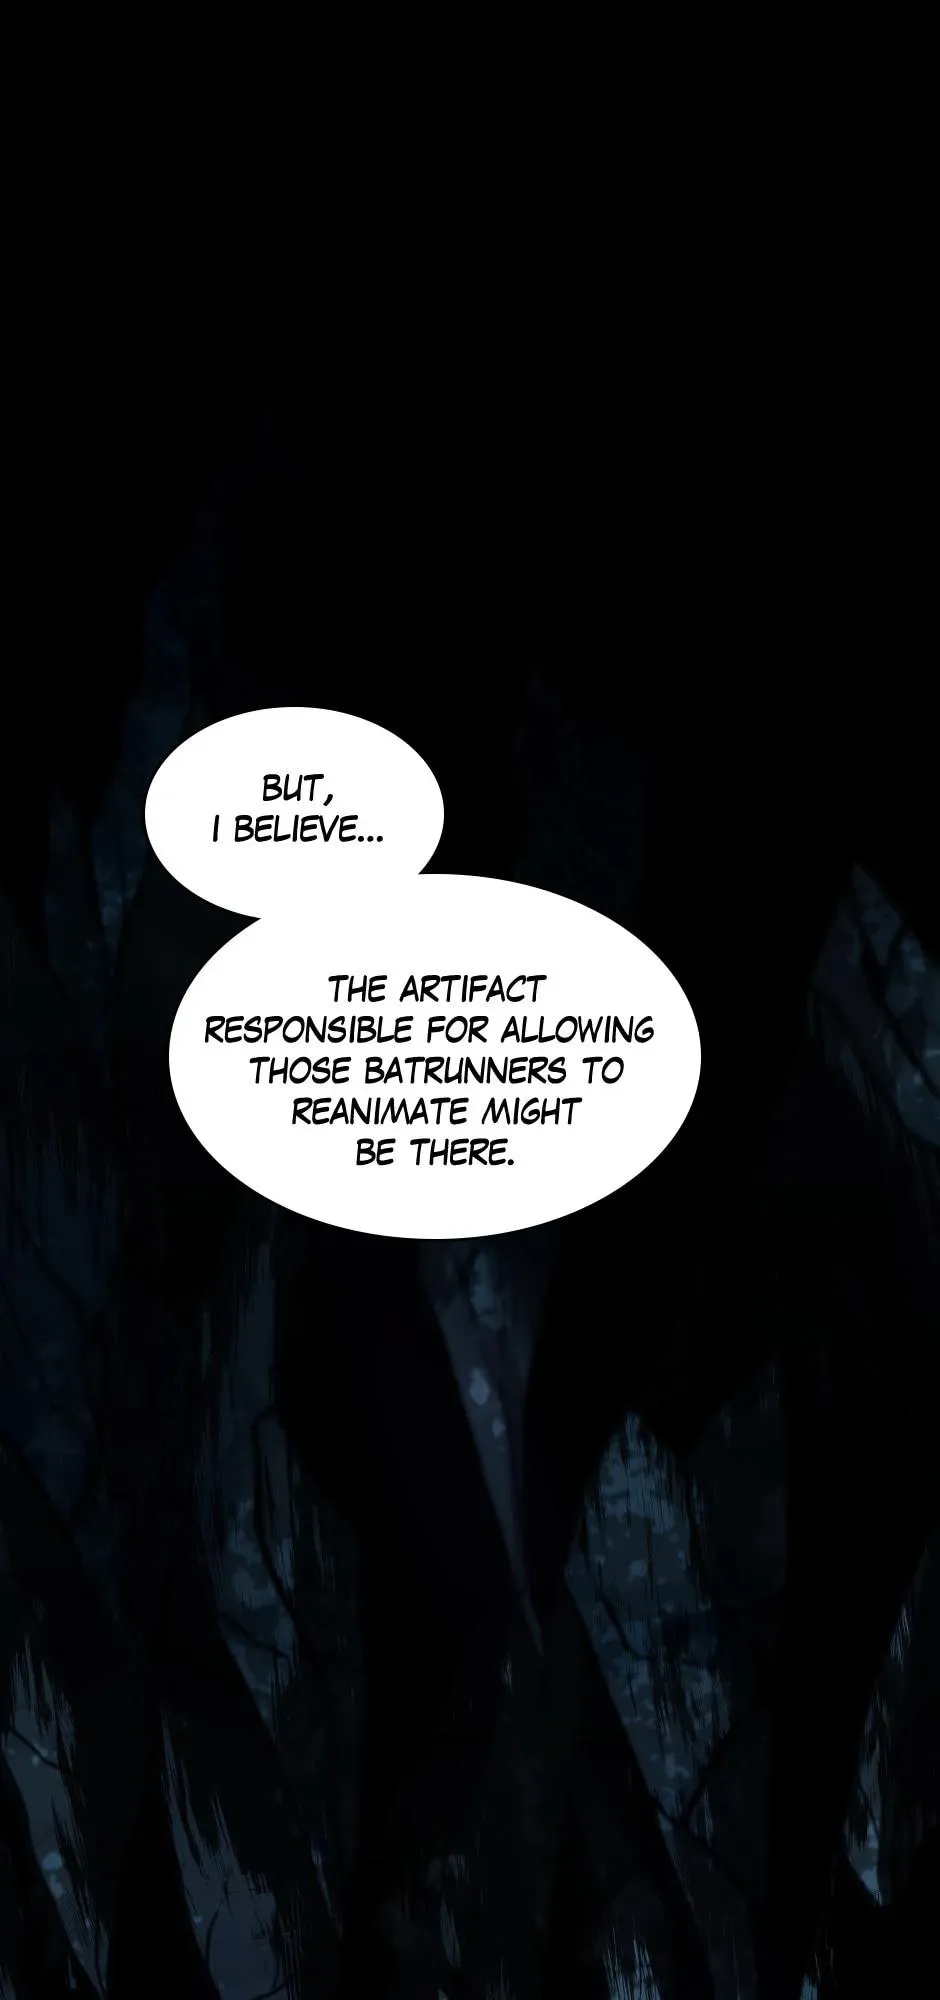 BUT,
I BELIEVE...
THE ARTIFACT
RESPONSIBLE FOR ALLOWING
THOSE BATRUNNERS TO
REANIMATE MIGHT
BE THERE.